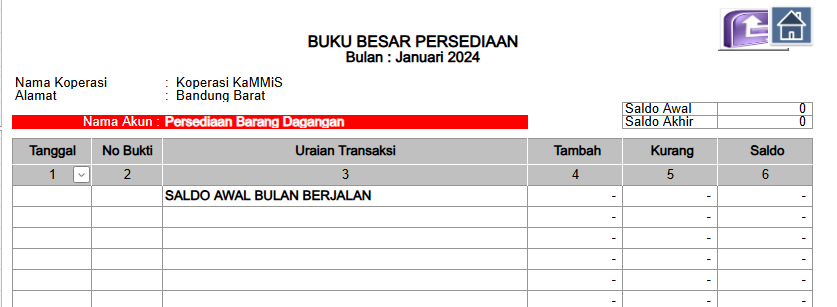 BUKU BESAR PERSEDIAAN
Bulan : Januari 2024
Nama Koperasi : Koperasi KaMMiS
Alamat : Bandung Barat
Saldo Awal 0
Nama Akun : Persediaan Barang Dagangan Saldo Akhir 0
Tanggal No Bukti Uraian Transaksi Tambah Kurang Saldo
1 2 3 4 5 6
SALDO AWAL BULAN BERJALAN - - -
- - -
- - -
- - -
- - -
- - -